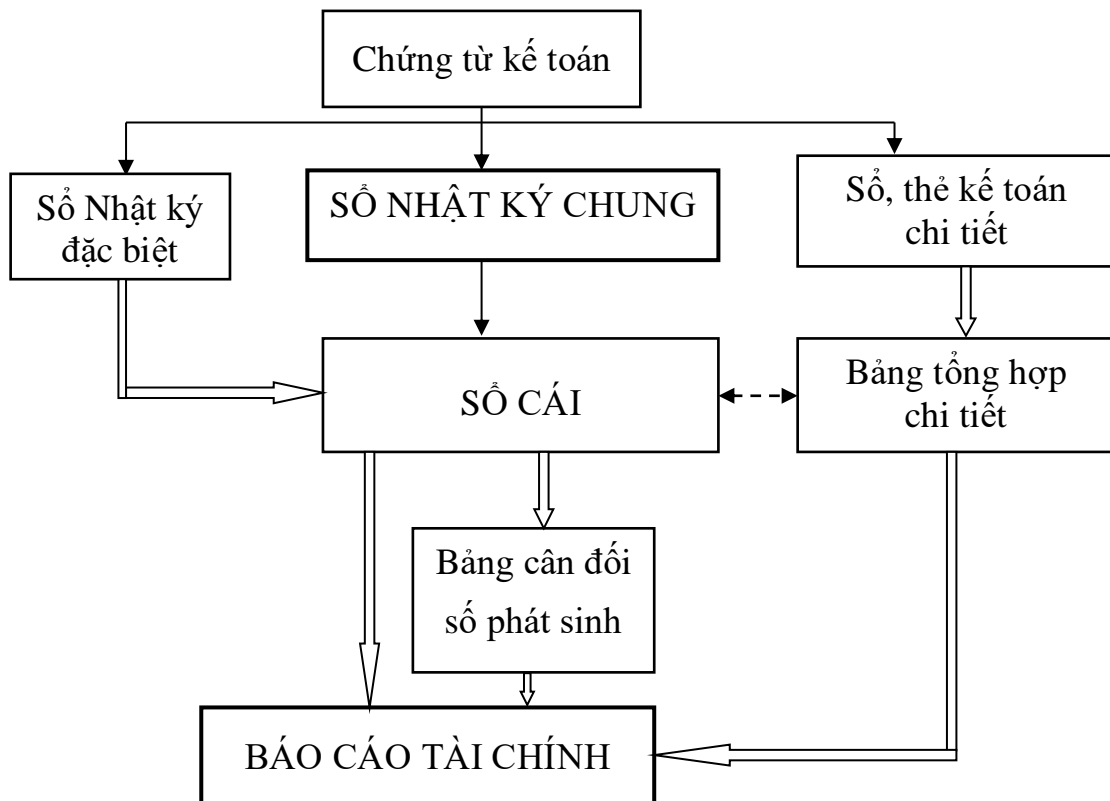 Chứng từ kế toán
Sổ Nhật ký
đặc biệt
SỔ NHẬT KÝ CHUNG
Sổ, thẻ kế toán
chi tiết
SỔ CÁI
Bảng tổng hợp
chi tiết
Bảng cân đối
số phát sinh
BÁO CÁO TÀI CHÍNH